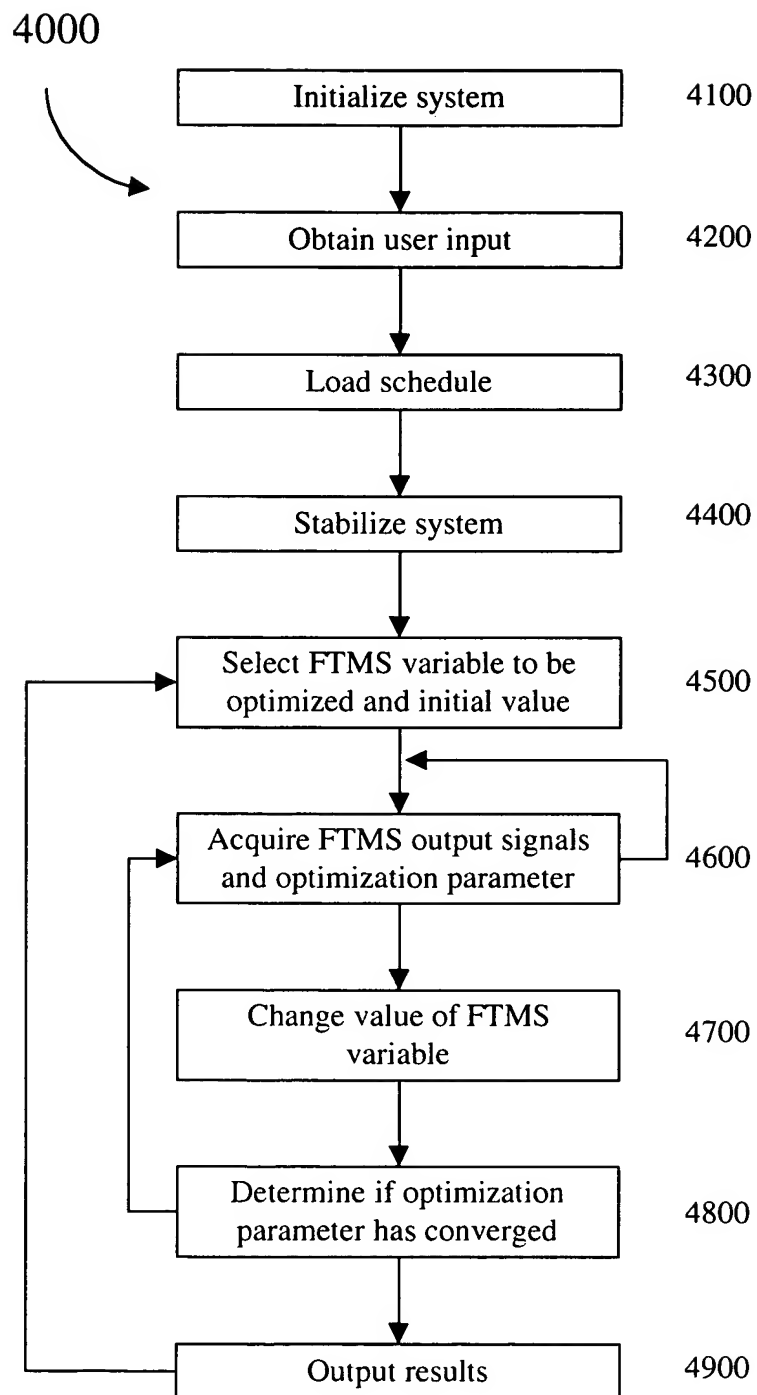 4000
Initialize system
4100
Obtain user input
4200
Load schedule
4300
Stabilize system
4400
Select FTMS variable to be
optimized and initial value
4500
Acquire FTMS output signals
and optimization parameter
4600
Change value of FTMS
variable
4700
Determine if optimization
parameter has converged
4800
Output results
4900